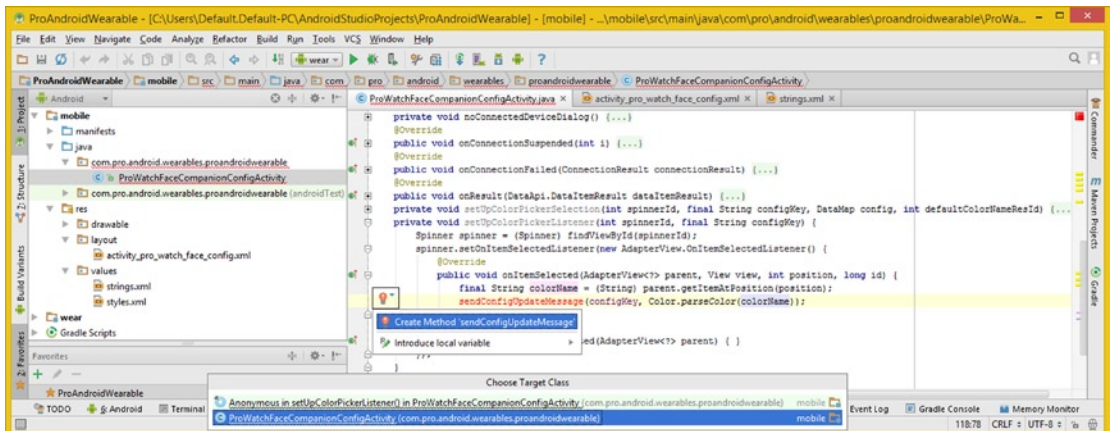 ProAndroidWearable - [C:\Users\Default.Default-PC\AndroidStudioProjects\ProAndroidWearable] - [mobile] - ...\mobile\src\main\java\com\pro\android\wearables\proandroidwearable\ProWa...
File Edit View Navigate Code Analyze Refactor Build Run Tools VCS Window Help
wear
ProAndroidWearable mobile src main java com pro android wearables proandroidwearable ProWatchFaceCompanionConfigActivity
Android
ProWatchFaceCompanionConfigActivity.java × activity_pro_watch_face_config.xml × strings.xml ×
1: Project
7: Structure
Build Variants
2: Favorites
mobile
manifests
java
com.pro.android.wearables.proandroidwearable
ProWatchFaceCompanionConfigActivity
com.pro.android.wearables.proandroidwearable (androidTest)
res
drawable
layout
activity_pro_watch_face_config.xml
values
strings.xml
styles.xml
wear
Gradle Scripts
Favorites
ProAndroidWearable
private void noConnectedDeviceDialog() {...}
@Override
public void onConnectionSuspended(int i) {...}
@Override
public void onConnectionFailed(ConnectionResult connectionResult) {...}
@Override
public void onResult(DataApi.DataItemResult dataItemResult) {...}
private void setUpColorPickerSelection(int spinnerId, final String configKey, DataMap config, int defaultColorNameResId) {...
private void setUpColorPickerListener(int spinnerId, final String configKey) {
Spinner spinner = (Spinner) findViewById(spinnerId);
spinner.setOnItemSelectedListener(new AdapterView.OnItemSelectedListener() {
@Override
public void onItemSelected(AdapterView<?> parent, View view, int position, long id) {
final String colorName = (String) parent.getItemAtPosition(position);
sendConfigUpdateMessage(configKey, Color.parseColor(colorName));
Create Method 'sendConfigUpdateMessage'
Introduce local variable
ed(AdapterView<?> parent) { }
});
}
Commander
Maven Projects
Gradle
Choose Target Class
Anonymous in setUpColorPickerListener() in ProWatchFaceCompanionConfigActivity (com.pro.android.wearables.proandroidwearable) mobile
ProWatchFaceCompanionConfigActivity (com.pro.android.wearables.proandroidwearable) mobile
TODO 6: Android Terminal Event Log Gradle Console Memory Monitor
118:78 CRLF UTF-8